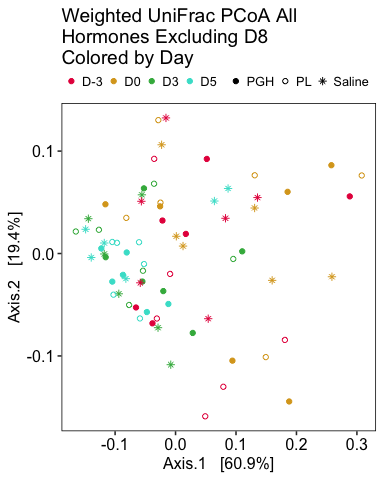 Weighted UniFrac PCoA All
Hormones Excluding D8
Colored by Day
D-3 D0 D3 D5 PGH PL Saline
0.1
0.0
-0.1
Axis.2 [19.4%]
-0.1 0.0 0.1 0.2 0.3
Axis.1 [60.9%]